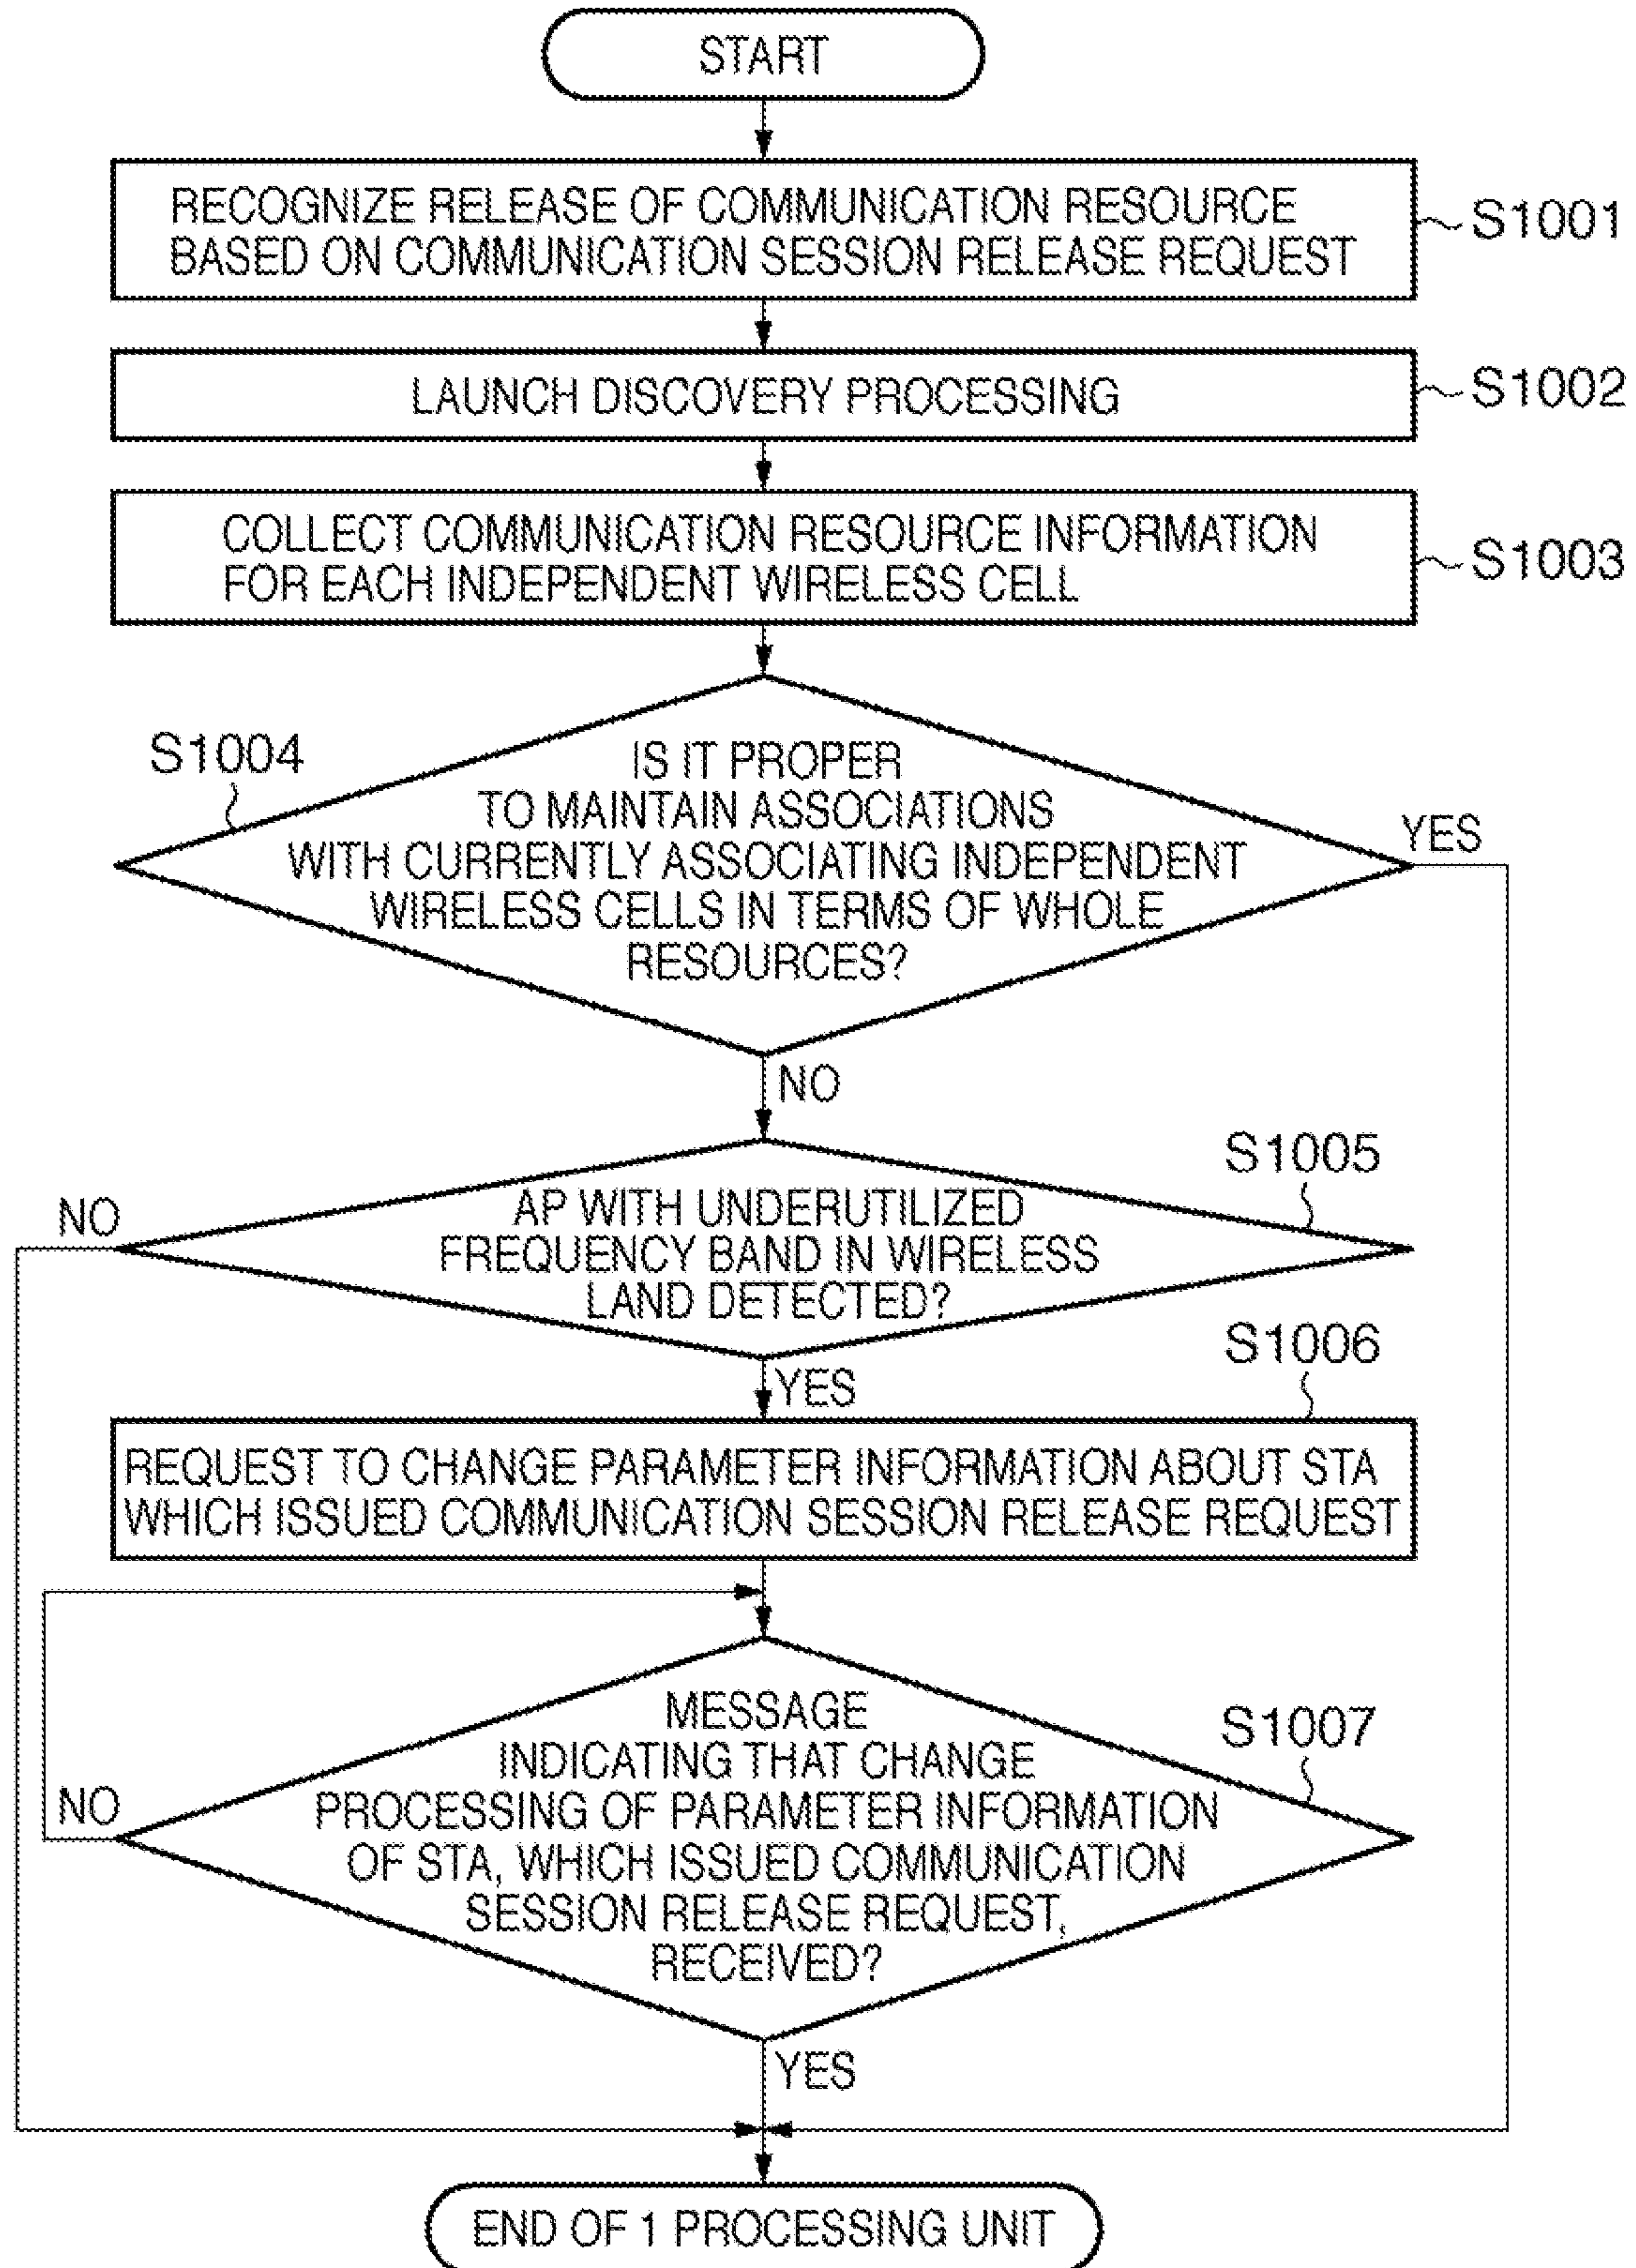 START
RECOGNIZE RELEASE OF COMMUNICATION RESOURCE
BASED ON COMMUNICATION SESSION RELEASE REQUEST
S1001
LAUNCH DISCOVERY PROCESSING
S1002
COLLECT COMMUNICATION RESOURCE INFORMATION
FOR EACH INDEPENDENT WIRELESS CELL
S1003
S1004
IS IT PROPER
TO MAINTAIN ASSOCIATIONS
WITH CURRENTLY ASSOCIATING INDEPENDENT
WIRELESS CELLS IN TERMS OF WHOLE
RESOURCES?
YES
NO
S1005
NO
AP WITH UNDERUTILIZED
FREQUENCY BAND IN WIRELESS
LAND DETECTED?
YES
S1006
REQUEST TO CHANGE PARAMETER INFORMATION ABOUT STA
WHICH ISSUED COMMUNICATION SESSION RELEASE REQUEST
S1007
NO
MESSAGE
INDICATING THAT CHANGE
PROCESSING OF PARAMETER INFORMATION
OF STA, WHICH ISSUED COMMUNICATION
SESSION RELEASE REQUEST,
RECEIVED?
YES
END OF 1 PROCESSING UNIT